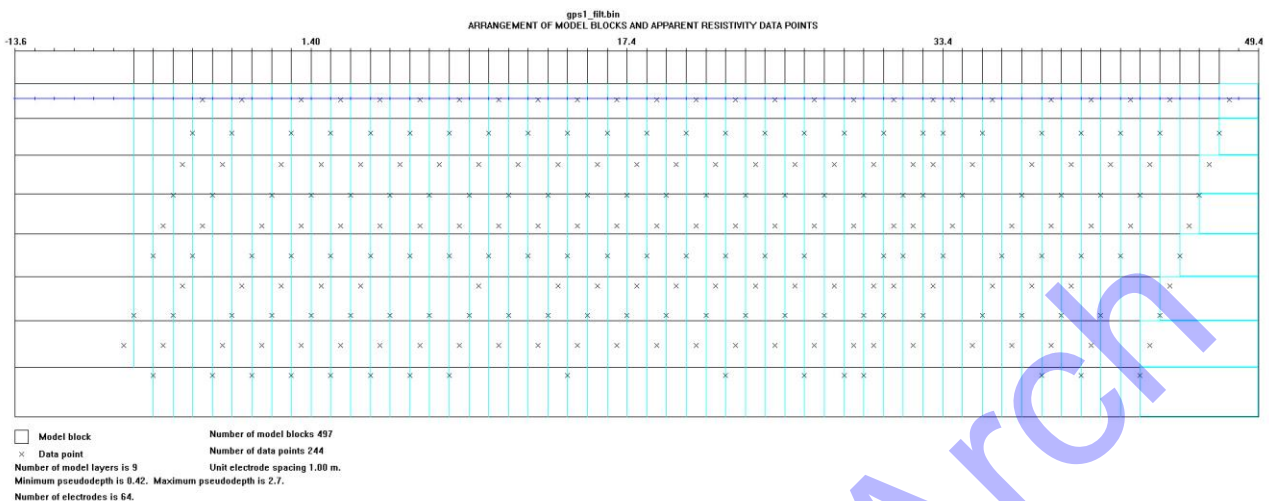 gps1_filt.bin
ARRANGEMENT OF MODEL BLOCKS AND APPARENT RESISTIVITY DATA POINTS
-13.6 1.40 17.4 33.4 49.4
Model block Number of model blocks 497
Data point Number of data points 244
Number of model layers is 9 Unit electrode spacing 1.00 m.
Minimum pseudodepth is 0.42. Maximum pseudodepth is 2.7.
Number of electrodes is 64.
Arch